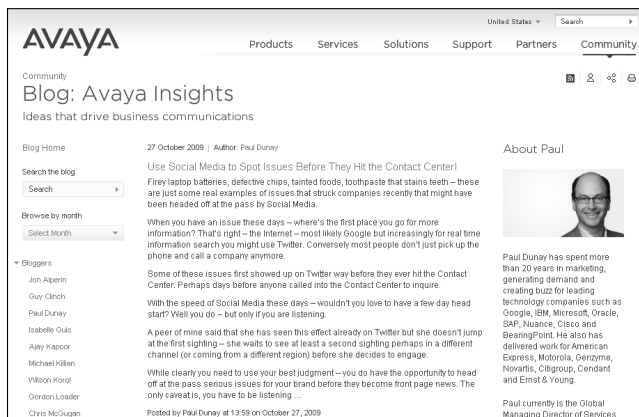 United States
Search
AVAYA
Products
Services
Solutions
Support
Partners
Community
Community
Blog: Avaya Insights
Ideas that drive business communications
Blog Home
Search the blog
Search
Browse by month
Select Month
Bloggers
Jon Alperin
Guy Clinch
Paul Dunay
Isabelle Guis
Ajay Kapoor
Michael Killian
Wilson Korol
Gordon Loader
Chris McGugan
27 October 2009 | Author: Paul Dunay
Use Social Media to Spot Issues Before They Hit the Contact Center!
Firey laptop batteries, defective chips, tainted foods, toothpaste that stains teeth – these
are just some real examples of issues that struck companies recently that might have
been headed off at the pass by Social Media.
When you have an issue these days – where's the first place you go for more
information? That's right – the Internet – most likely Google but increasingly for real time
information search you might use Twitter. Conversely most people don't just pick up the
phone and call a company anymore.
Some of these issues first showed up on Twitter way before they ever hit the Contact
Center. Perhaps days before anyone called into the Contact Center to inquire.
With the speed of Social Media these days – wouldn't you love to have a few day head
start? Well you do – but only if you are listening.
A peer of mine said that she has seen this effect already on Twitter but she doesn't jump
at the first sighting – she waits to see at least a second sighting perhaps in a different
channel (or coming from a different region) before she decides to engage.
While clearly you need to use your best judgment – you do have the opportunity to head
off at the pass serious issues for your brand before they become front page news. The
only caveat is, you have to be listening …
Posted by Paul Dunay at 13:59 on October 27, 2009
About Paul
Paul Dunay has spent more
than 20 years in marketing,
generating demand and
creating buzz for leading
technology companies such as
Google, IBM, Microsoft, Oracle,
SAP, Nuance, Cisco and
BearingPoint. He also has
delivered work for American
Express, Motorola, Genzyme,
Novartis, Citigroup, Cendant
and Ernst & Young.
Paul currently is the Global
Managing Director of Services